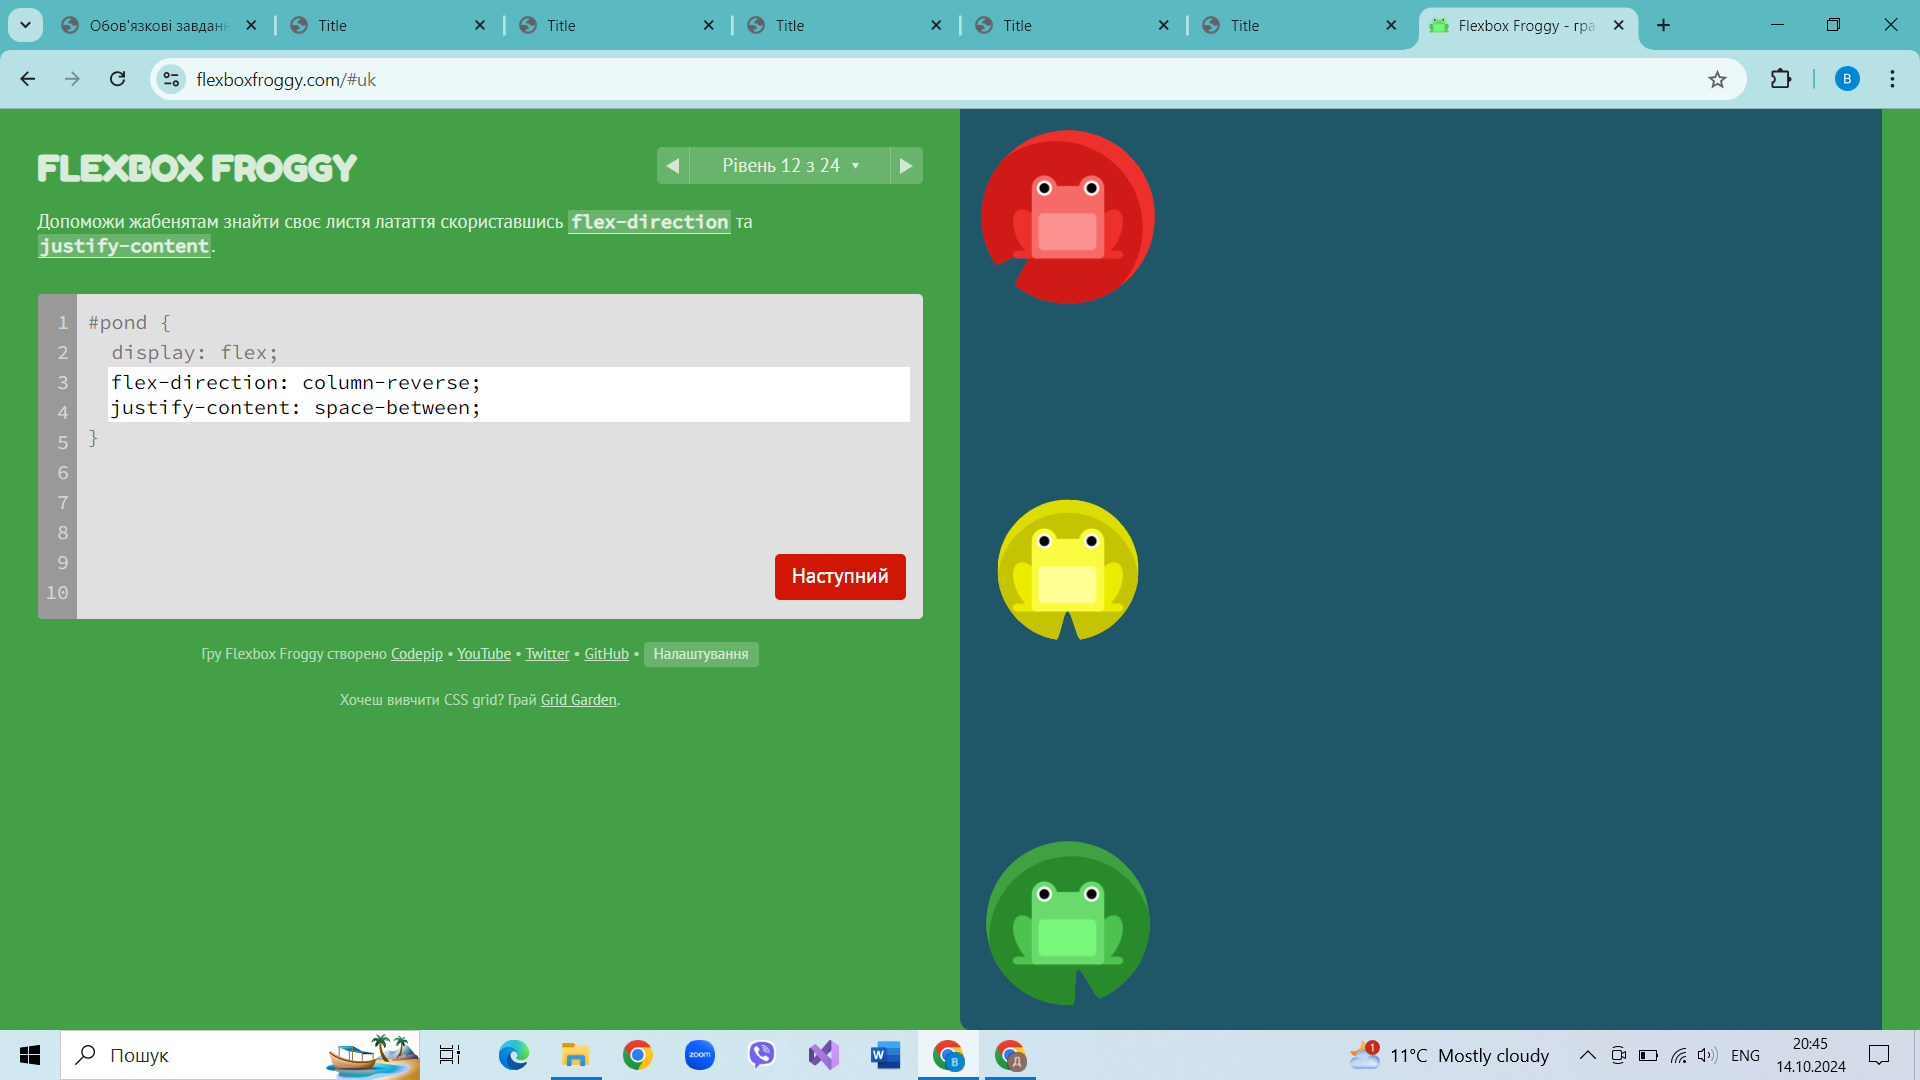 Обов'язкові завданн
Title
Title
Title
Title
Title
Flexbox Froggy - гра
flexboxfroggy.com/#uk
B
FLEXBOX FROGGY
Рівень 12 з 24
Допоможи жабенятам знайти своє листя латаття скориставшись flex-direction та
justify-content.
1 #pond {
2 display: flex;
3 flex-direction: column-reverse;
4 justify-content: space-between;
5 }
6
7
8
9
10
Наступний
Гру Flexbox Froggy створено Codepip • YouTube • Twitter • GitHub • Налаштування
Хочеш вивчити CSS grid? Грай Grid Garden.
Пошук
zoom
W
B
Д
1
11°C Mostly cloudy
ENG
20:45
14.10.2024